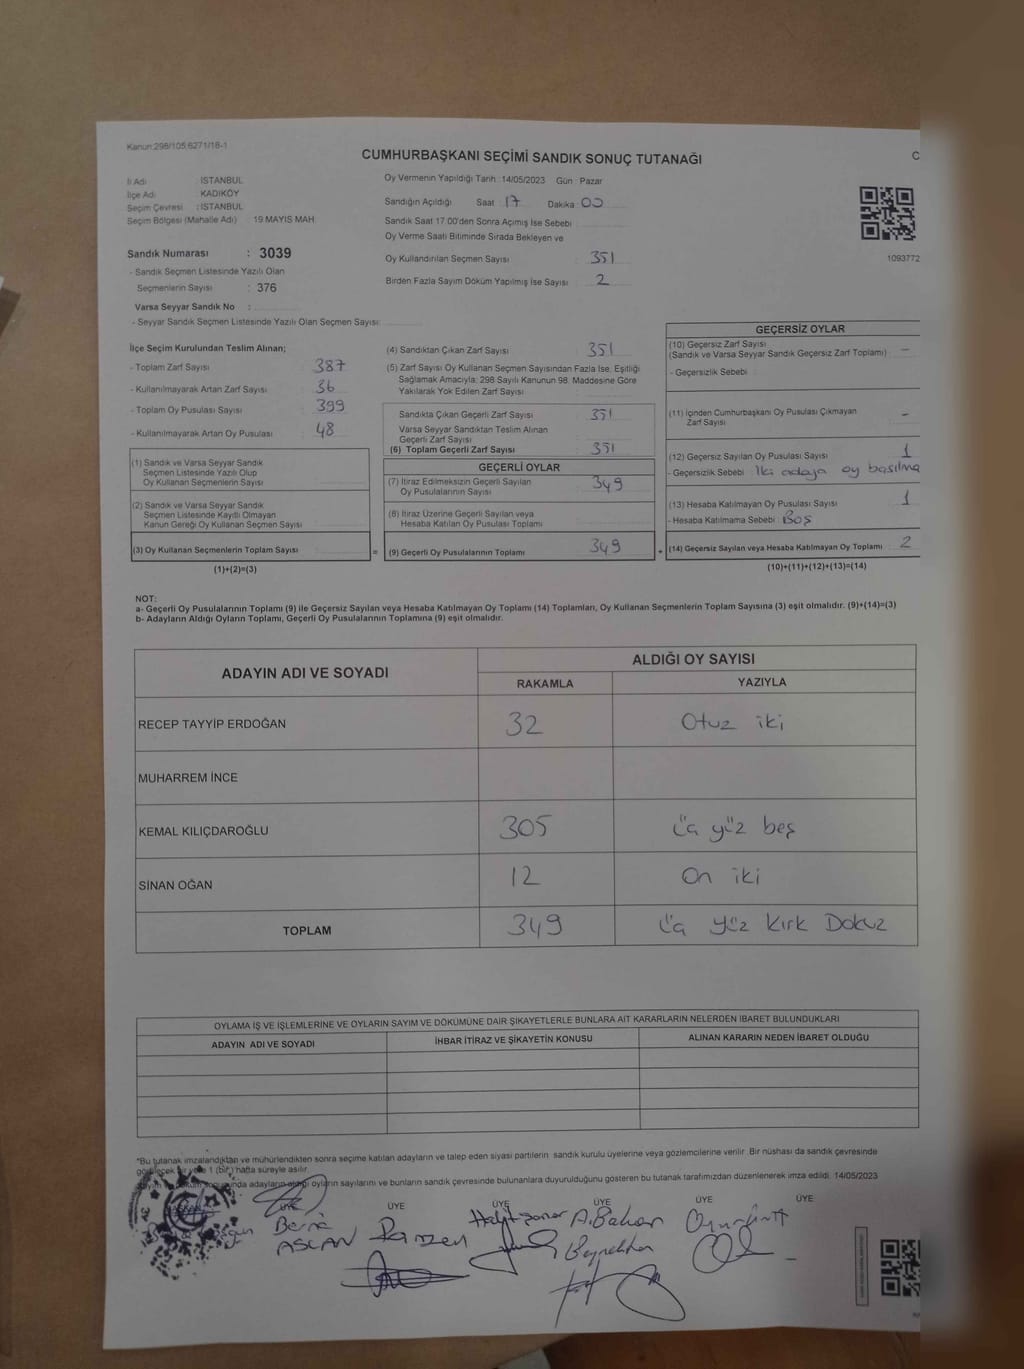 Kanun:298/105,6271/18-1
CUMHURBAŞKANI SEÇİMİ SANDIK SONUÇ TUTANAĞI
C
İl Adı : İSTANBUL
İlçe Adı : KADIKÖY
Seçim Çevresi : İSTANBUL
Seçim Bölgesi (Mahalle Adı) : 19 MAYIS MAH.
Sandık Numarası : 3039
- Sandık Seçmen Listesinde Yazılı Olan
Seçmenlerin Sayısı : 376
Varsa Seyyar Sandık No :
- Seyyar Sandık Seçmen Listesinde Yazılı Olan Seçmen Sayısı:
Oy Vermenin Yapıldığı Tarih :14/05/2023 Gün : Pazar
Sandığın Açıldığı Saat : 17 Dakika : 00
Sandık Saat 17.00'den Sonra Açılmış İse Sebebi :
Oy Verme Saati Bitiminde Sırada Bekleyen ve
Oy Kullandırılan Seçmen Sayısı : 351
Birden Fazla Sayım Döküm Yapılmış İse Sayısı : 2
1093772
İlçe Seçim Kurulundan Teslim Alınan;
- Toplam Zarf Sayısı : 387
- Kullanılmayarak Artan Zarf Sayısı : 36
- Toplam Oy Pusulası Sayısı : 399
- Kullanılmayarak Artan Oy Pusulası : 48
(1) Sandık ve Varsa Seyyar Sandık
Seçmen Listesinde Yazılı Olup
Oy Kullanan Seçmenlerin Sayısı :
(2) Sandık ve Varsa Seyyar Sandık
Seçmen Listesinde Kayıtlı Olmayan
Kanun Gereği Oy Kullanan Seçmen Sayısı :
(3) Oy Kullanan Seçmenlerin Toplam Sayısı :
(1)+(2)=(3)
=
(4) Sandıktan Çıkan Zarf Sayısı : 351
(5) Zarf Sayısı Oy Kullanan Seçmen Sayısından Fazla İse, Eşitliği
Sağlamak Amacıyla; 298 Sayılı Kanunun 98. Maddesine Göre
Yakılarak Yok Edilen Zarf Sayısı :
Sandıkta Çıkan Geçerli Zarf Sayısı : 351
Varsa Seyyar Sandıktan Teslim Alınan
Geçerli Zarf Sayısı :
(6) Toplam Geçerli Zarf Sayısı : 351
GEÇERLİ OYLAR
(7) İtiraz Edilmeksizin Geçerli Sayılan
Oy Pusulalarının Sayısı : 349
(8) İtiraz Üzerine Geçerli Sayılan veya
Hesaba Katılan Oy Pusulası Toplamı :
(9) Geçerli Oy Pusulalarının Toplamı : 349
+
GEÇERSİZ OYLAR
(10) Geçersiz Zarf Sayısı
(Sandık ve Varsa Seyyar Sandık Geçersiz Zarf Toplamı) : –
- Geçersizlik Sebebi :
(11) İçinden Cumhurbaşkanı Oy Pusulası Çıkmayan
Zarf Sayısı : –
(12) Geçersiz Sayılan Oy Pusulası Sayısı : 1
- Geçersizlik Sebebi : İki adaya oy basılma
(13) Hesaba Katılmayan Oy Pusulası Sayısı : 1
- Hesaba Katılmama Sebebi : Boş
(14) Geçersiz Sayılan veya Hesaba Katılmayan Oy Toplamı : 2
(10)+(11)+(12)+(13)=(14)
NOT:
a- Geçerli Oy Pusulalarının Toplamı (9) ile Geçersiz Sayılan veya Hesaba Katılmayan Oy Toplamı (14) Toplamları, Oy Kullanan Seçmenlerin Toplam Sayısına (3) eşit olmalıdır. (9)+(14)=(3)
b- Adayların Aldığı Oyların Toplamı, Geçerli Oy Pusulalarının Toplamına (9) eşit olmalıdır.
ADAYIN ADI VE SOYADI
ALDIĞI OY SAYISI
RAKAMLA YAZIYLA
RECEP TAYYİP ERDOĞAN 32 Otuz iki
MUHARREM İNCE
KEMAL KILIÇDAROĞLU 305 Üç yüz beş
SİNAN OĞAN 12 On iki
TOPLAM 349 Üç yüz Kırk Dokuz
OYLAMA İŞ VE İŞLEMLERİNE VE OYLARIN SAYIM VE DÖKÜMÜNE DAİR ŞİKAYETLERLE BUNLARA AİT KARARLARIN NELERDEN İBARET BULUNDUKLARI
ADAYIN ADI VE SOYADI İHBAR İTİRAZ VE ŞİKAYETİN KONUSU ALINAN KARARIN NEDEN İBARET OLDUĞU
*Bu tutanak imzalandıktan ve mühürlendikten sonra seçime katılan adayların ve talep eden siyasi partilerin sandık kurulu üyelerine veya gözlemcilerine verilir. Bir nüshası da sandık çevresinde
görülecek bir yere 1 (bir) hafta süreyle asılır.
adayların aldığı oyların sayılarını ve bunların sandık çevresinde bulunanlara duyurulduğunu gösteren bu tutanak tarafımızdan düzenlenerek imza edildi. 14/05/2023
ÜYE ÜYE ÜYE ÜYE ÜYE
ASLAN A.Bahar